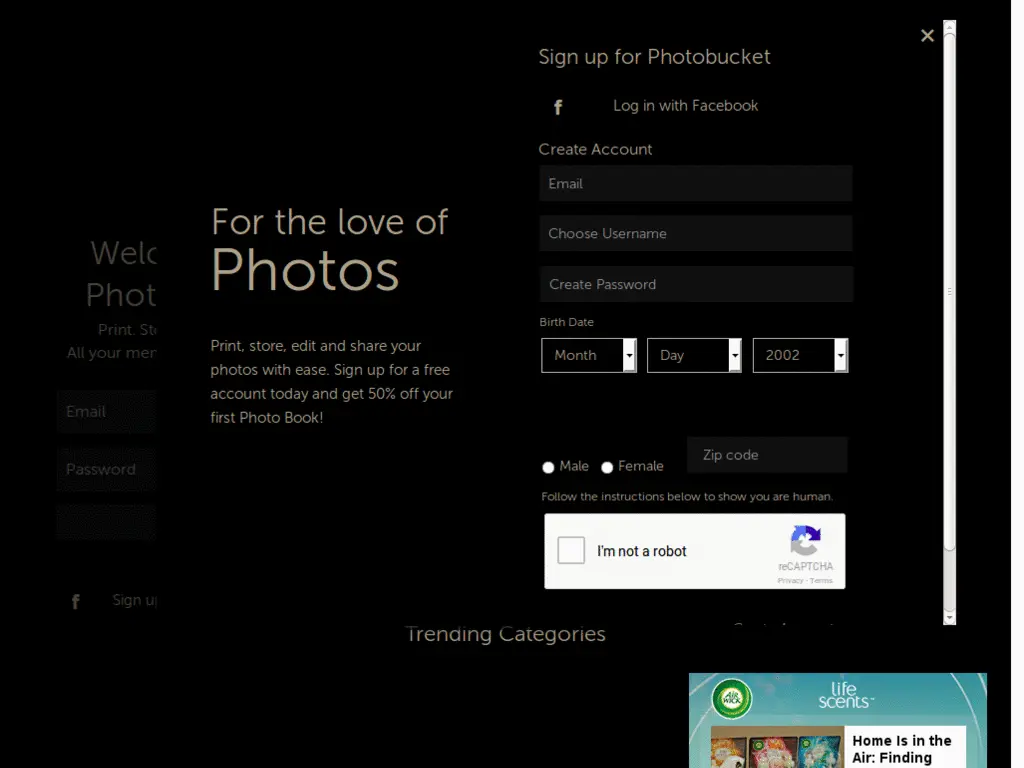 Sign up for Photobucket
f
Log in with Facebook
Create Account
Email
Choose Username
Create Password
Birth Date
Month
Day
2002
Male
Female
Zip code
Follow the instructions below to show you are human.
I'm not a robot
reCAPTCHA
Privacy - Terms
For the love of
Photos
Print, store, edit and share your
photos with ease. Sign up for a free
account today and get 50% off your
first Photo Book!
Welc
Phot
Print. Sto
All your mem
Email
Password
f
Sign up
Trending Categories
AIR WICK
life
scents™
Home Is in the
Air: Finding